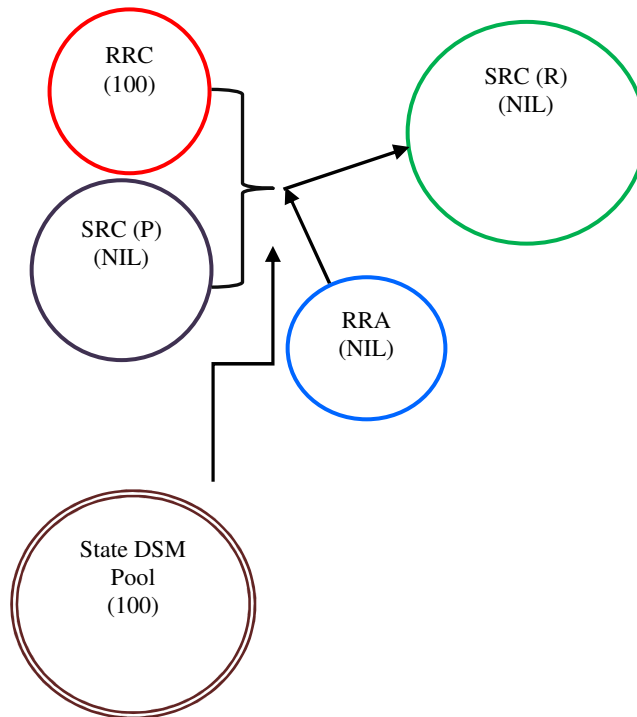 RRC
(100)
SRC (R)
(NIL)
SRC (P)
(NIL)
RRA
(NIL)
State DSM
Pool
(100)